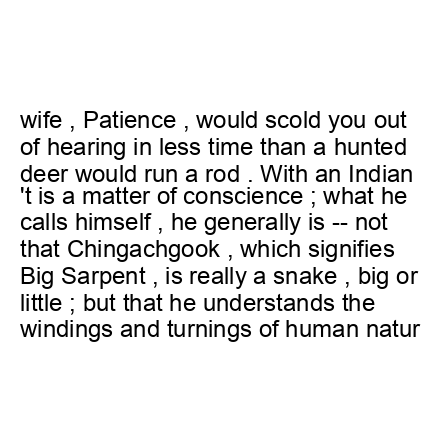 wife , Patience , would scold you out
of hearing in less time than a hunted
deer would run a rod . With an Indian
't is a matter of conscience ; what he
calls himself , he generally is -- not
that Chingachgook , which signifies
Big Sarpent , is really a snake , big or
little ; but that he understands the
windings and turnings of human natur